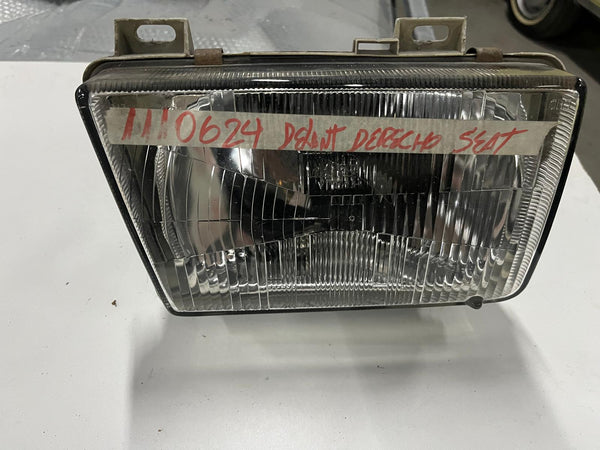 1110624 DELANT DERECHO SEAT